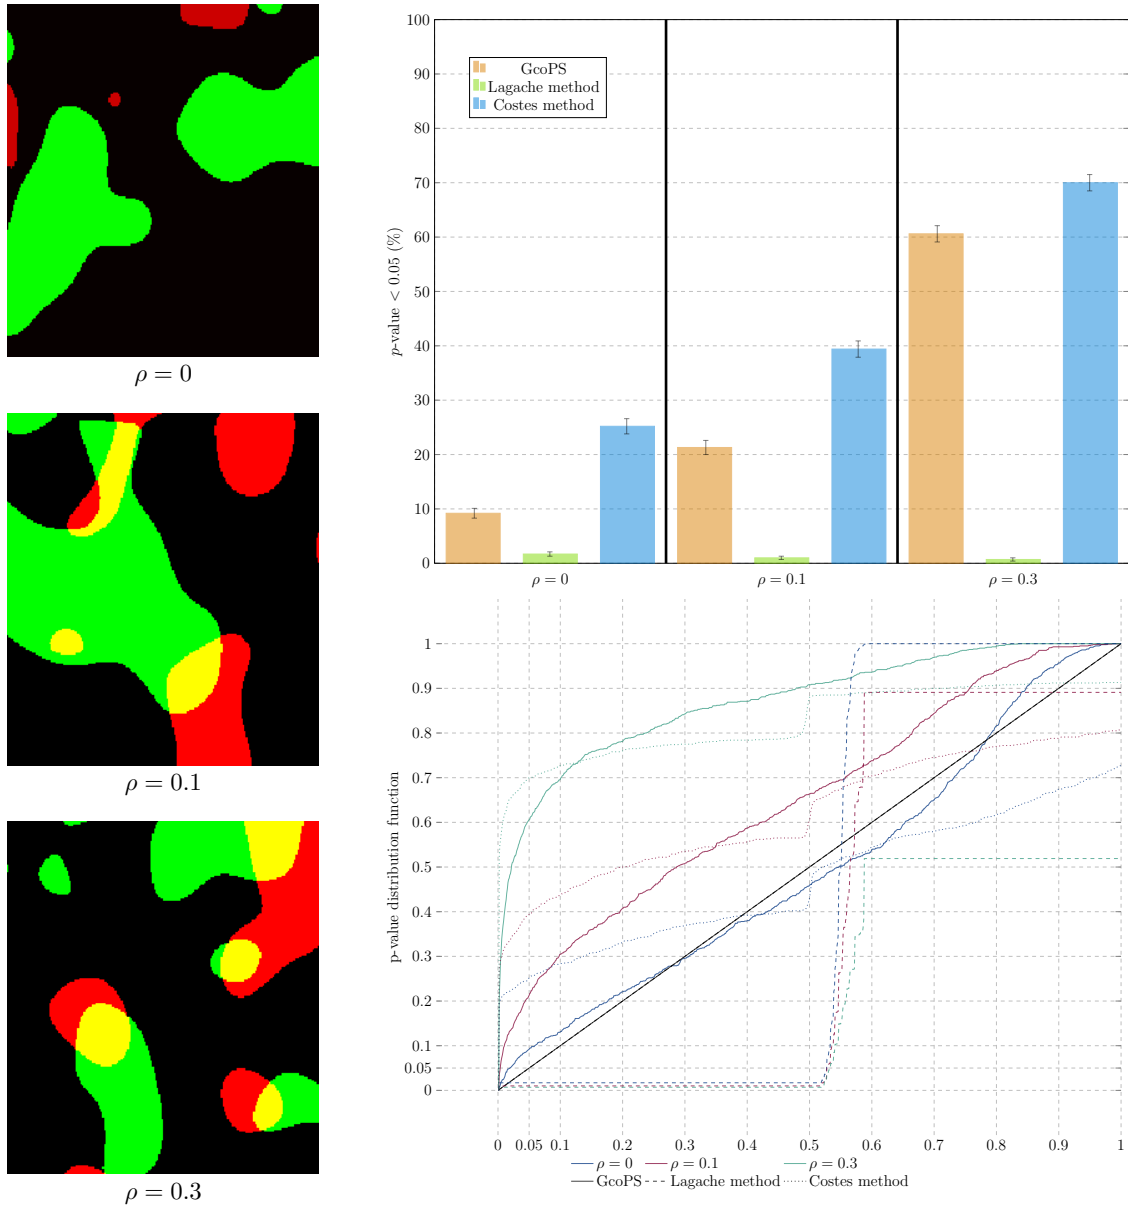 ρ = 0
ρ = 0.1
ρ = 0.3
100
90
80
70
60
50
40
30
20
10
0
p-value < 0.05 (%)
GcoPS
Lagache method
Costes method
ρ = 0
ρ = 0.1
ρ = 0.3
1
0.9
0.8
0.7
0.6
0.5
0.4
0.3
0.2
0.1
0.05
0
p-value distribution function
0 0.05 0.1 0.2 0.3 0.4 0.5 0.6 0.7 0.8 0.9 1
ρ = 0 ρ = 0.1 ρ = 0.3
GcoPS Lagache method Costes method